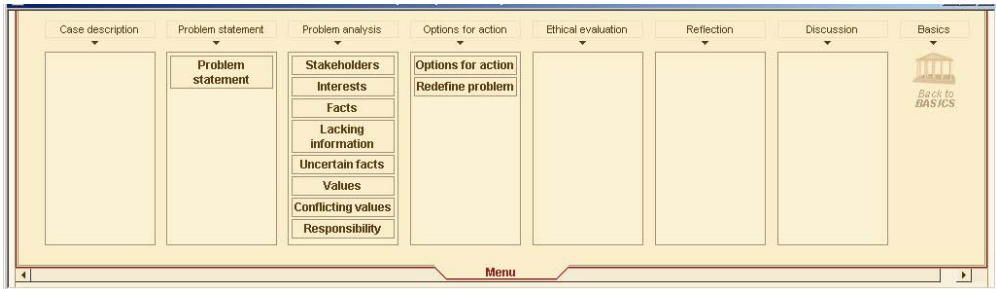 Case description
Problem statement
Problem analysis
Options for action
Ethical evaluation
Reflection
Discussion
Basics
Problem
statement
Stakeholders
Interests
Facts
Lacking
information
Uncertain facts
Values
Conflicting values
Responsibility
Options for action
Redefine problem
Back to
BASICS
Menu